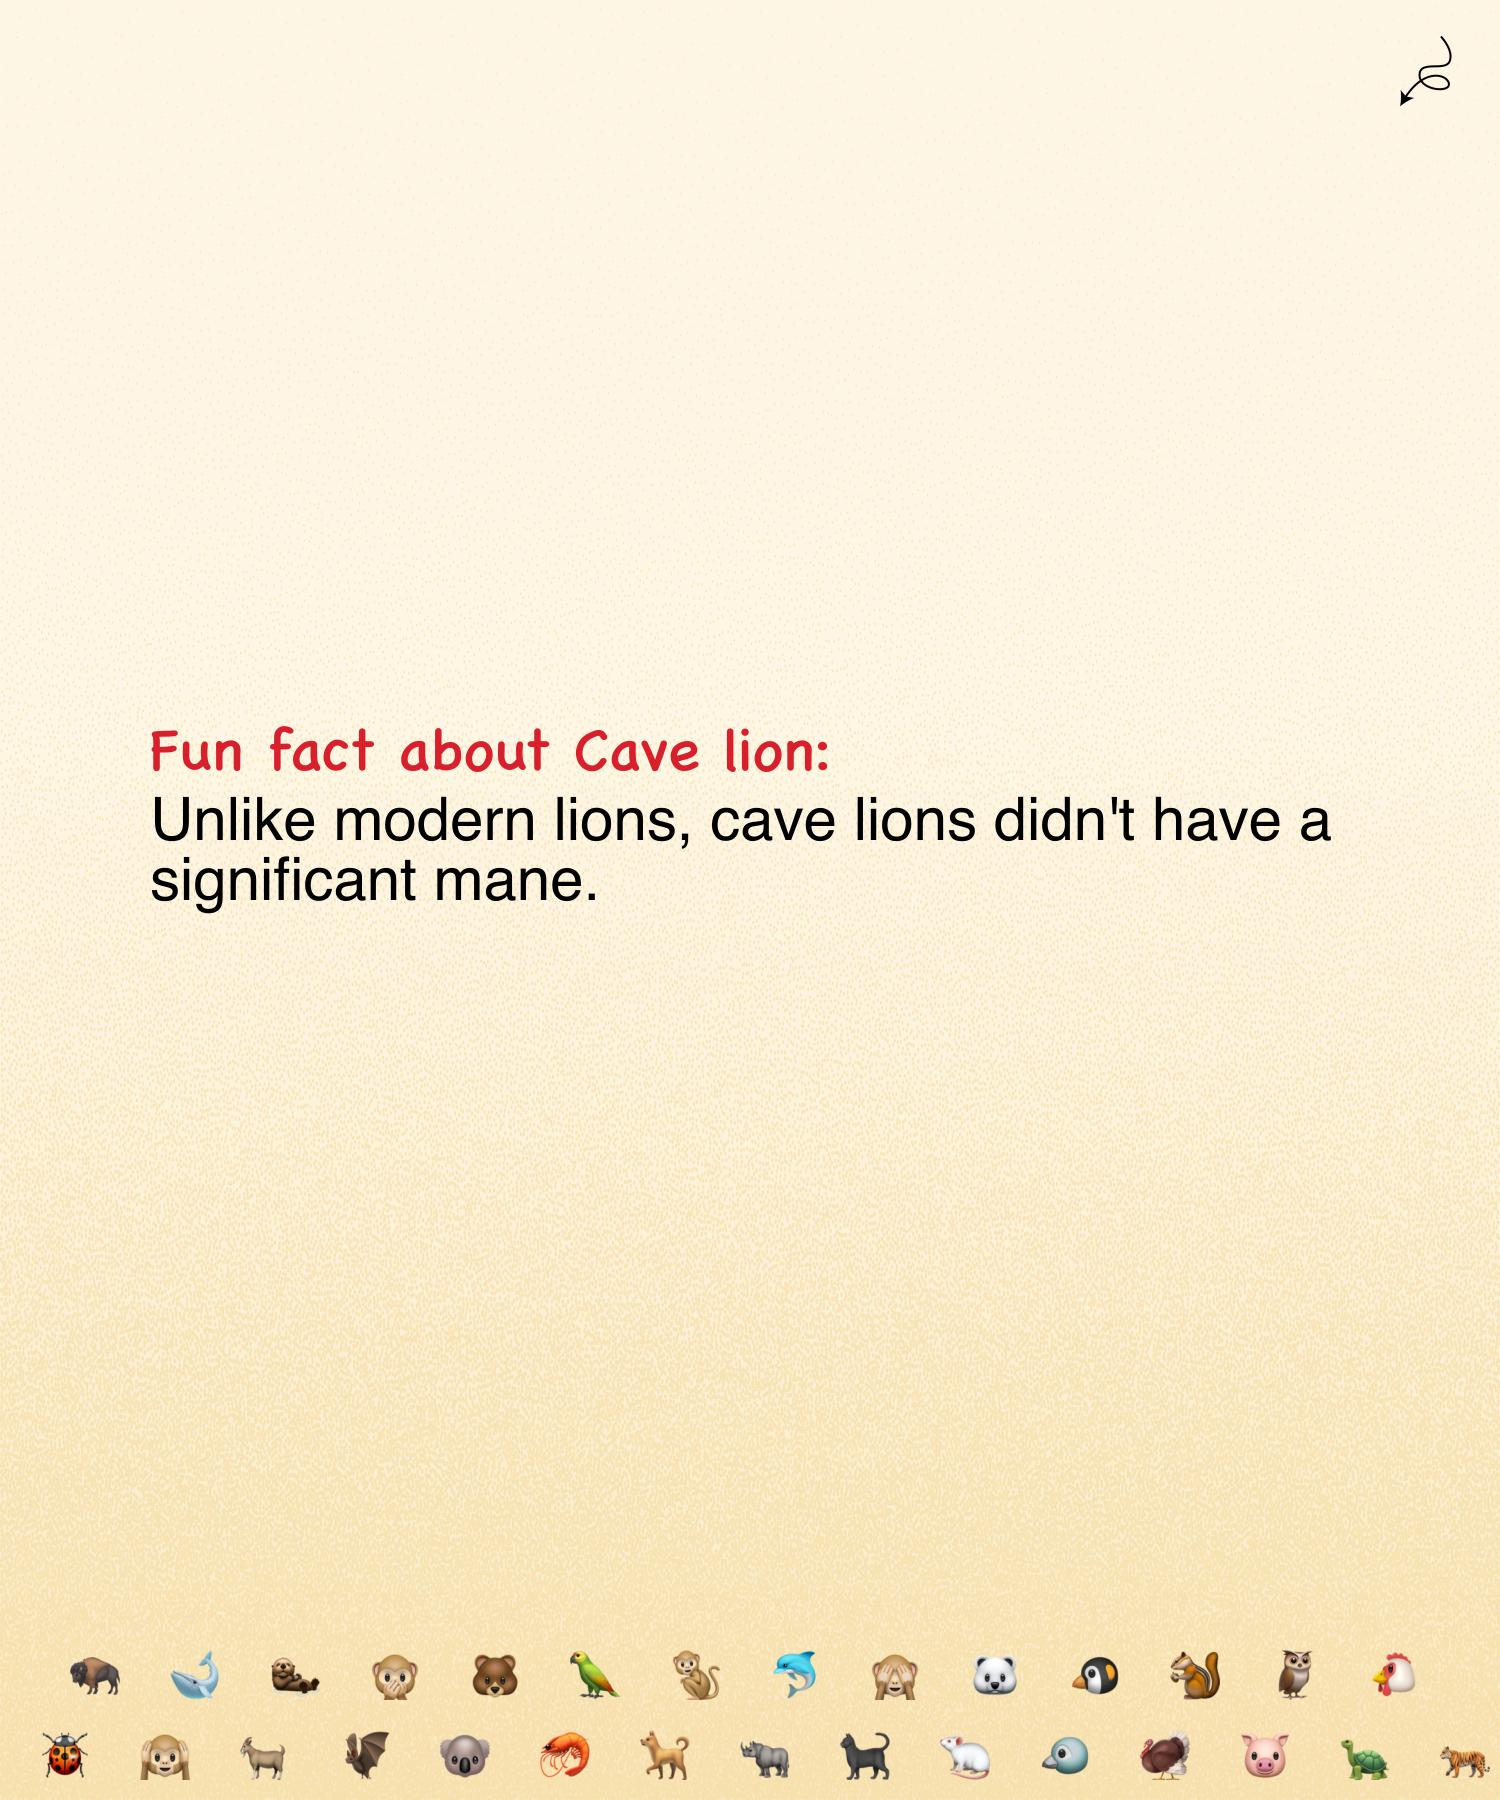 Fun fact about Cave lion:
Unlike modern lions, cave lions didn't have a
significant mane.